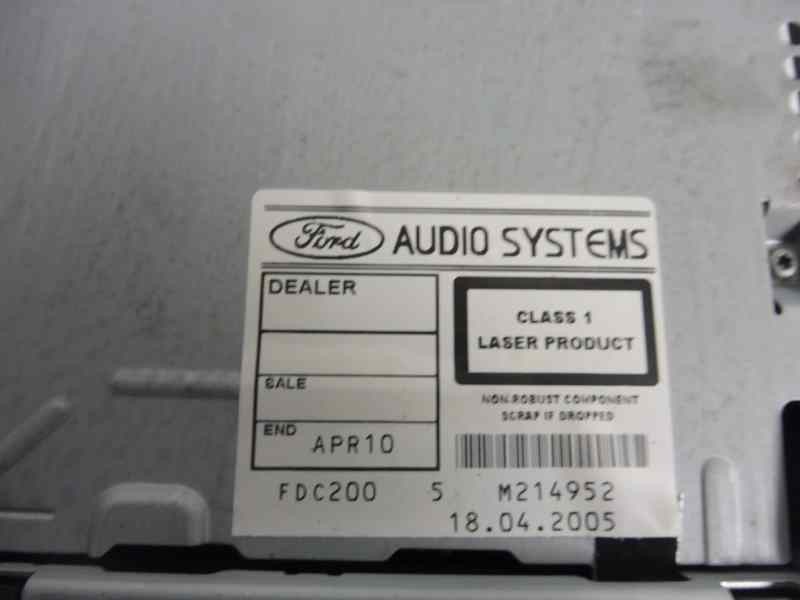 Ford AUDIO SYSTEMS
DEALER
SALE
END APR10
CLASS 1
LASER PRODUCT
NON-ROBUST COMPONENT
SCRAP IF DROPPED
FDC200 5 M214952
18.04.2005